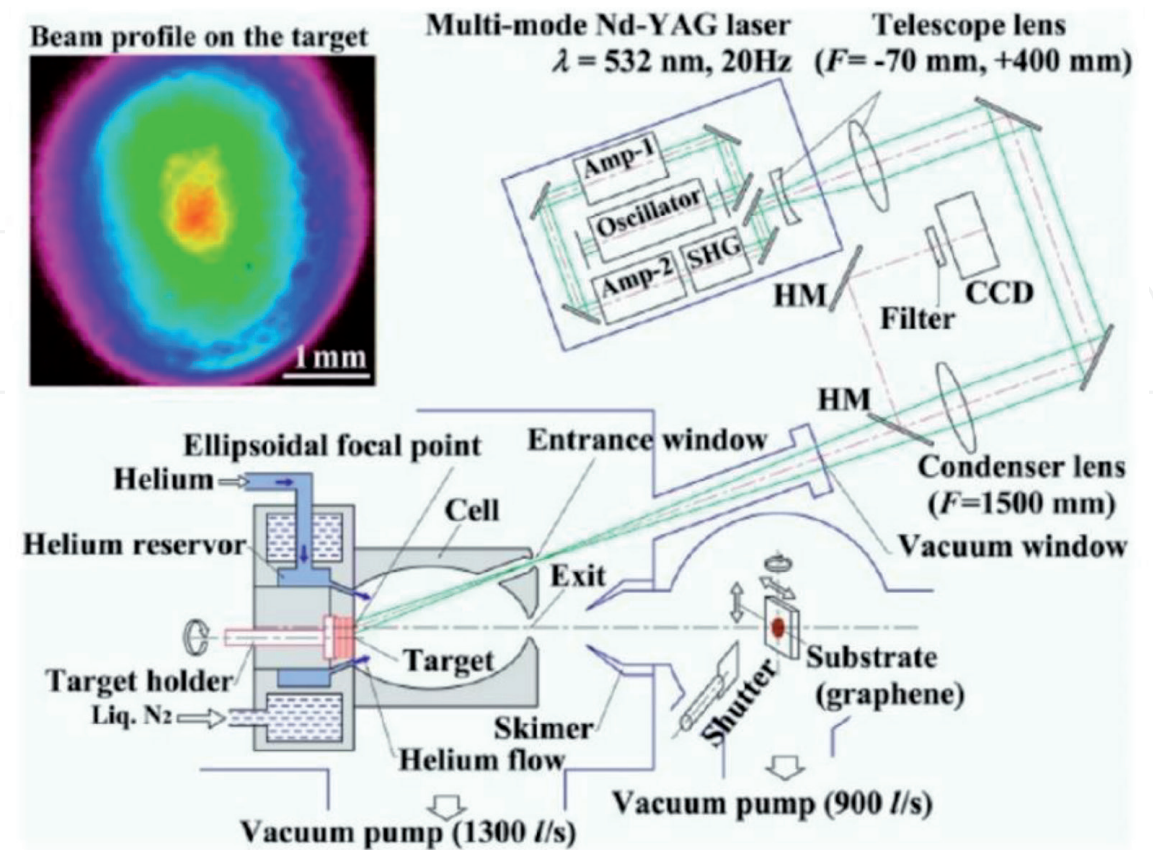 Beam profile on the target
1 mm
Multi-mode Nd-YAG laser
λ = 532 nm, 20Hz
Telescope lens
(F= -70 mm, +400 mm)
Amp-1
Oscillator
Amp-2
SHG
HM
Filter
CCD
HM
Condenser lens
(F=1500 mm)
Vacuum window
Ellipsoidal focal point
Entrance window
Helium
Cell
Helium reservor
Exit
Target
Target holder
Liq. N2
Skimer
Helium flow
Shutter
Substrate
(graphene)
Vacuum pump (1300 l/s)
Vacuum pump (900 l/s)